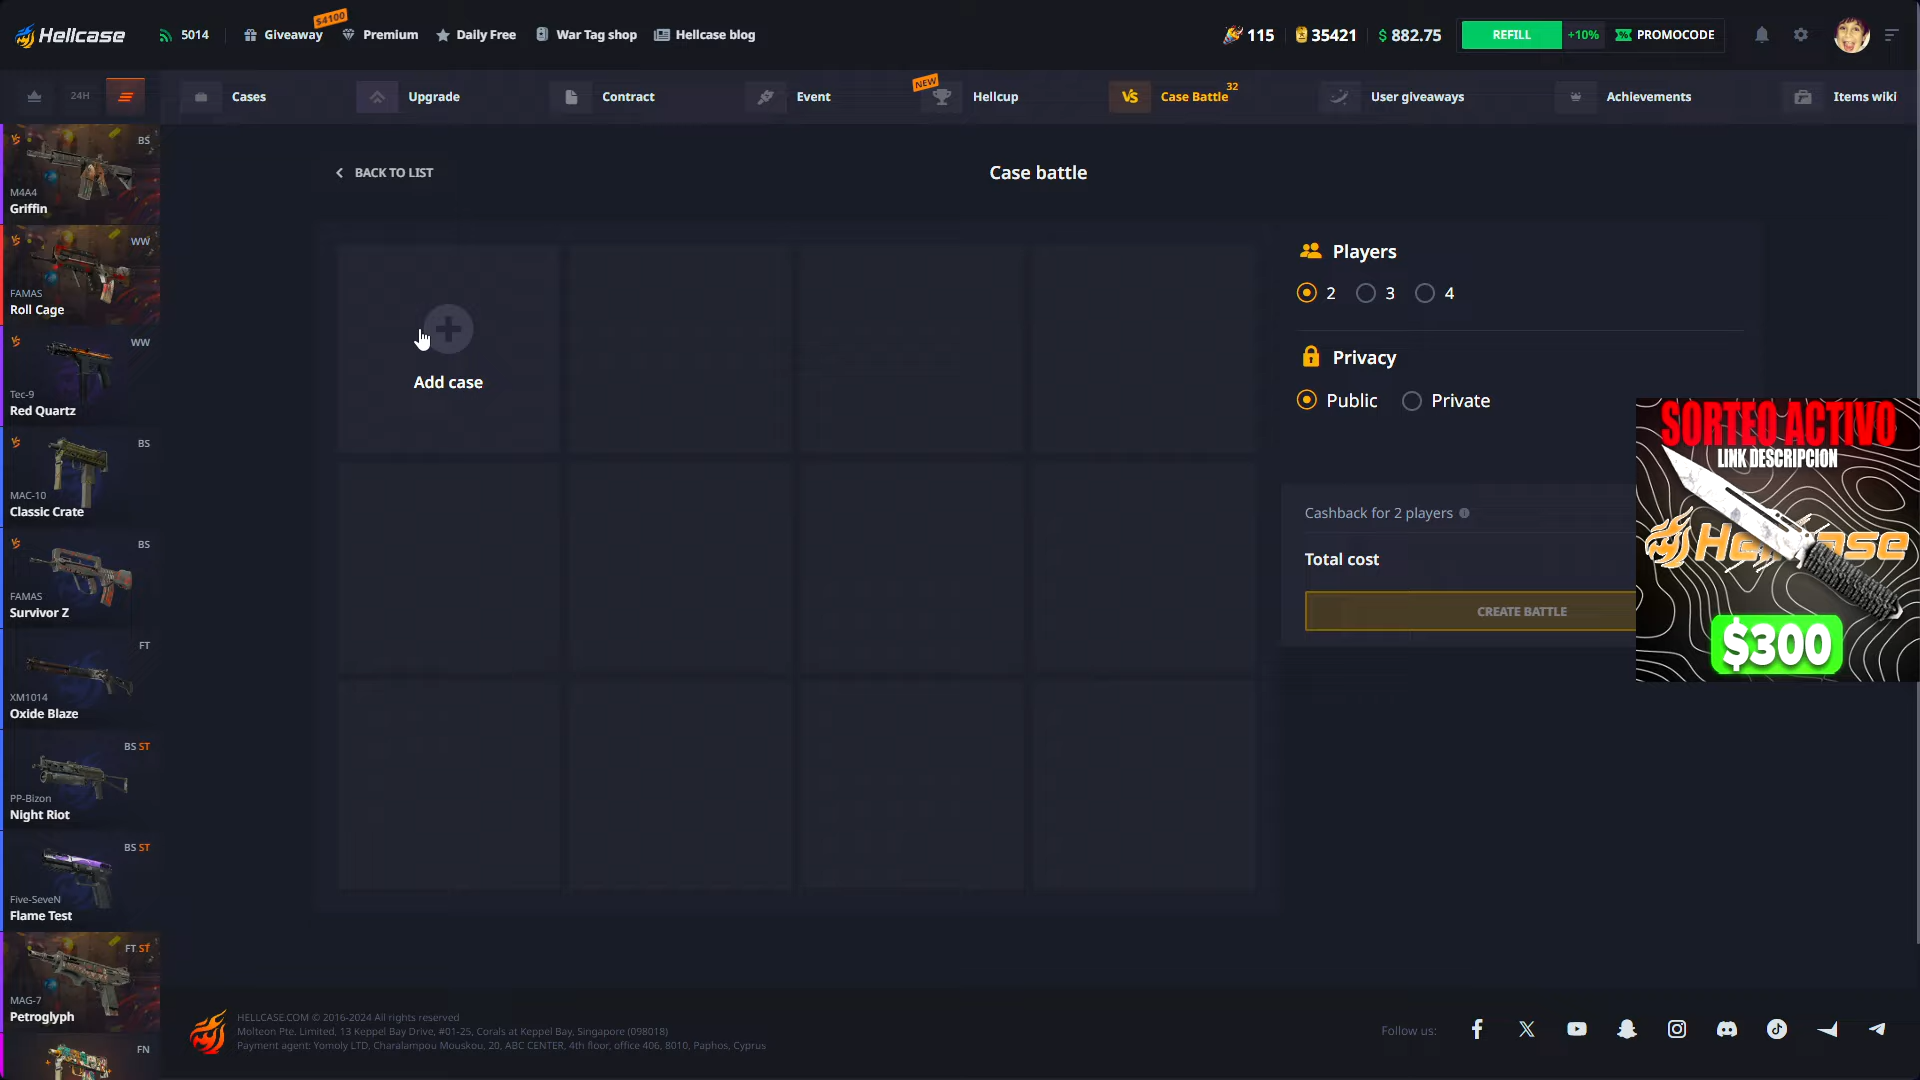 Hellcase
5014
Giveaway
$4100
Premium
Daily Free
War Tag shop
Hellcase blog
115
35421
$ 882.75
REFILL
+10%
PROMOCODE
24H
Cases
Upgrade
Contract
Event
NEW
Hellcup
VS
Case Battle
32
User giveaways
Achievements
Items wiki
BACK TO LIST
Case battle
BS
M4A4
Griffin
WW
FAMAS
Roll Cage
WW
Tec-9
Red Quartz
BS
MAC-10
Classic Crate
BS
FAMAS
Survivor Z
FT
XM1014
Oxide Blaze
BS ST
PP-Bizon
Night Riot
BS ST
Five-SeveN
Flame Test
FT ST
MAG-7
Petroglyph
FN
Add case
Players
2
3
4
Privacy
Public
Private
Cashback for 2 players
Total cost
CREATE BATTLE
SORTEO ACTIVO
LINK DESCRIPCION
Hellcase
$300
HELLCASE.COM © 2016-2024 All rights reserved
Molteon Pte. Limited, 13 Keppel Bay Drive, #01-25, Corals at Keppel Bay, Singapore (098018)
Payment agent: Yomoly LTD, Charalampou Mouskou, 20, ABC CENTER, 4th floor, office 406, 8010, Paphos, Cyprus
Follow us: